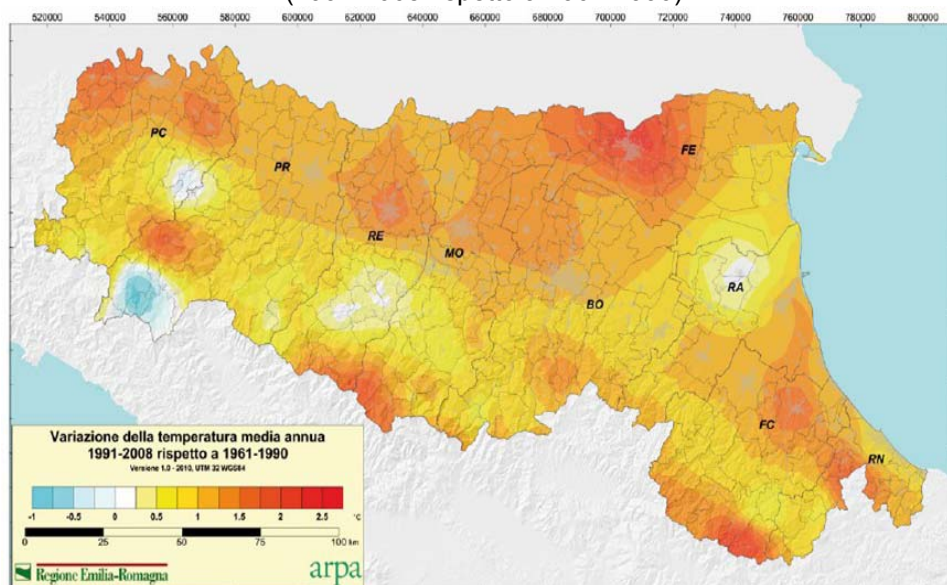 520000 540000 560000 580000 600000 620000 640000 660000 680000 700000 720000 740000 760000 780000 800000
PC
FE
PR
RE
MO
RA
BO
FC
RN
Variazione della temperatura media annua
1991-2008 rispetto a 1961-1990
Versione 1.0 - 2010, UTM 32 WGS84
-1 -0.5 0 0.5 1 1.5 2 2.5 °C
0 25 50 75 100 km
Regione Emilia-Romagna arpa